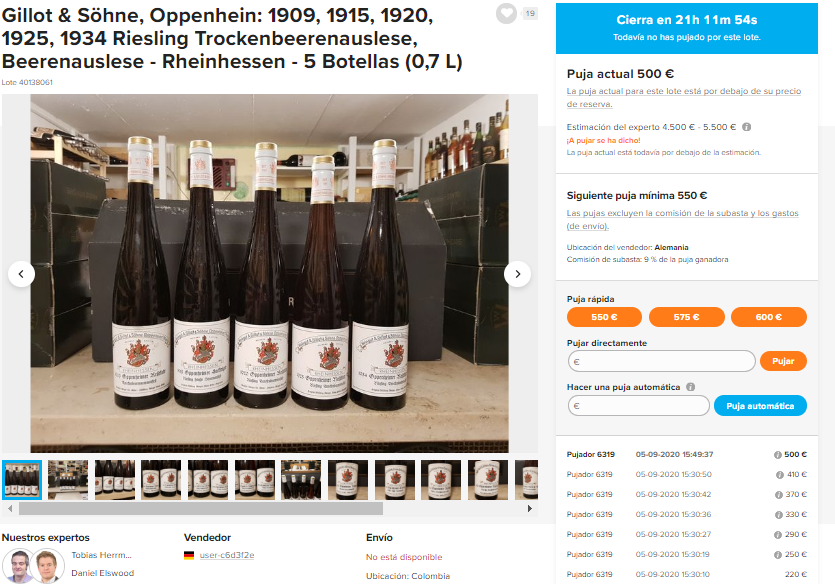 Gillot & Söhne, Oppenhein: 1909, 1915, 1920,
1925, 1934 Riesling Trockenbeerenauslese,
Beerenauslese - Rheinhessen - 5 Botellas (0,7 L)
19
Lote 40138061
Nuestros expertos
Tobias Herrm...
Daniel Elswood
Vendedor
user-c6d3f2e
Envío
No está disponible
Ubicación: Colombia
Cierra en 21h 11m 54s
Todavía no has pujado por este lote.
Puja actual 500 €
La puja actual para este lote está por debajo de su precio
de reserva.
Estimación del experto 4.500 € - 5.500 €
¡A pujar se ha dicho!
La puja actual está todavía por debajo de la estimación.
Siguiente puja mínima 550 €
Las pujas excluyen la comisión de la subasta y los gastos
(de envío).
Ubicación del vendedor: Alemania
Comisión de subasta: 9 % de la puja ganadora
Puja rápida
550 € 575 € 600 €
Pujar directamente
€ Pujar
Hacer una puja automática
€ Puja automática
Pujador 6319 05-09-2020 15:49:37 500 €
Pujador 6319 05-09-2020 15:30:50 410 €
Pujador 6319 05-09-2020 15:30:42 370 €
Pujador 6319 05-09-2020 15:30:36 330 €
Pujador 6319 05-09-2020 15:30:27 290 €
Pujador 6319 05-09-2020 15:30:19 250 €
Pujador 6319 05-09-2020 15:30:10 220 €